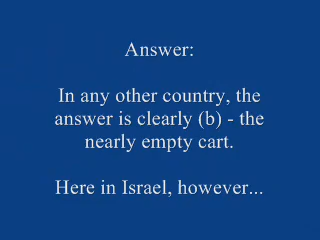 Answer:
In any other country, the
answer is clearly (b) - the
nearly empty cart.
Here in Israel, however...